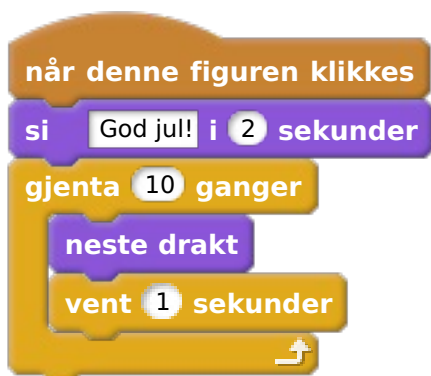 når denne figuren klikkes
si God jul! i 2 sekunder
gjenta 10 ganger
neste drakt
vent 1 sekunder